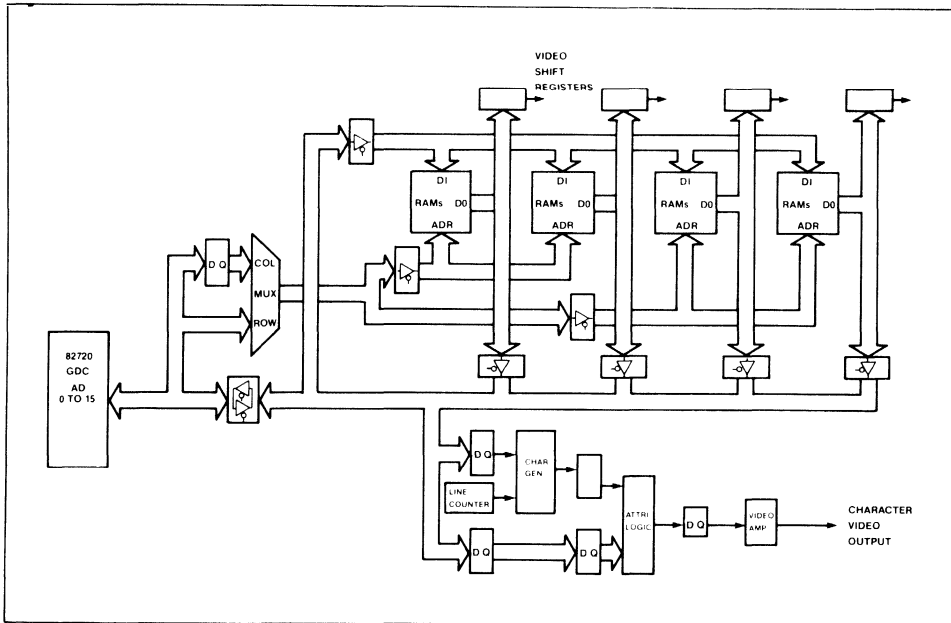 VIDEO
SHIFT
REGISTERS
DI
RAMs D0
ADR
DI
RAMs D0
ADR
DI
RAMs D0
ADR
DI
RAMs D0
ADR
D Q
COL
MUX
ROW
82720
GDC
AD
0 TO 15
D Q
CHAR
GEN
LINE
COUNTER
ATTRI
LOGIC
D Q
VIDEO
AMP
CHARACTER
VIDEO
OUTPUT
D Q
D Q